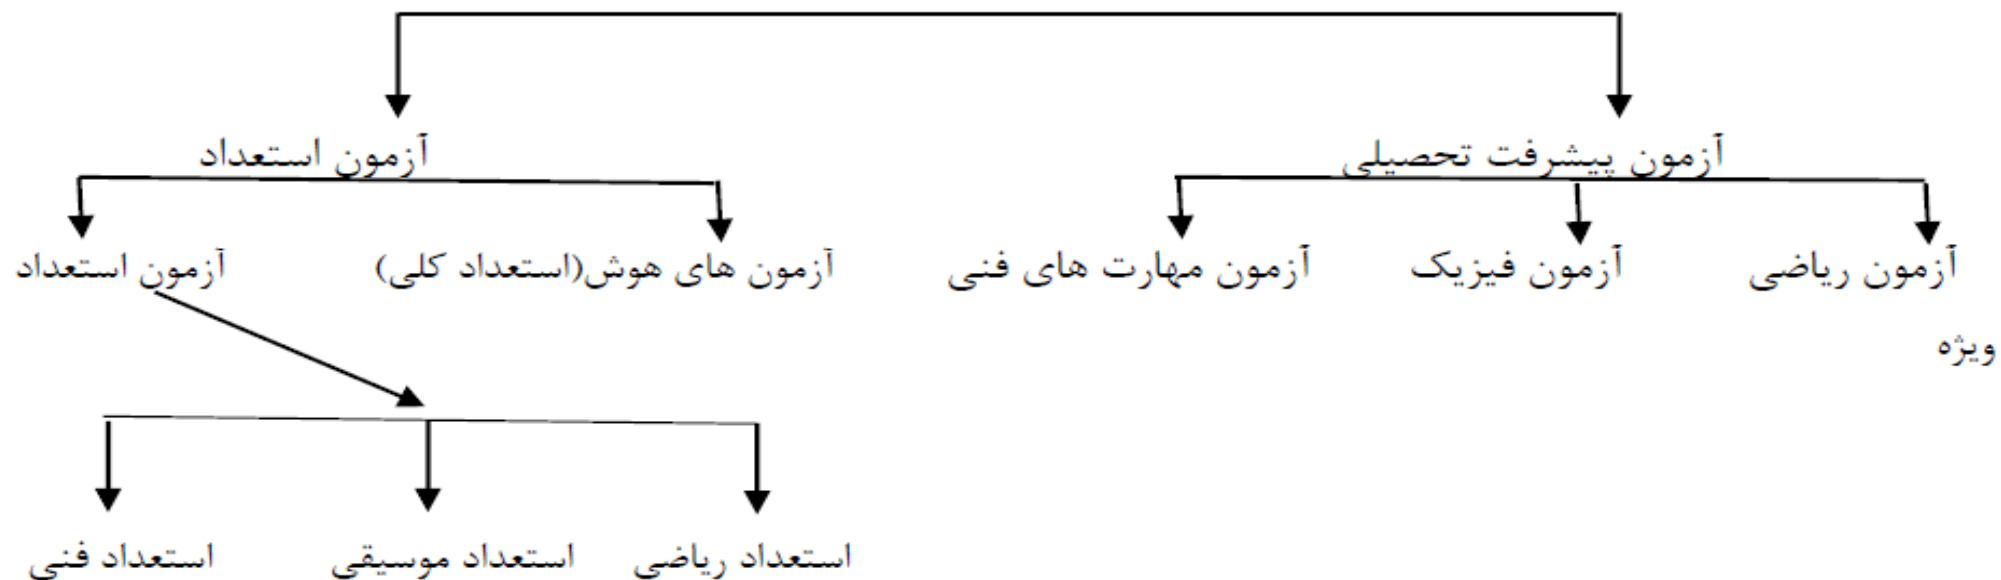 آزمون پیشرفت تحصیلی آزمون استعداد
آزمون ریاضی آزمون فیزیک آزمون مهارت های فنی آزمون های هوش(استعداد کلی) آزمون استعداد
ویژه
استعداد ریاضی استعداد موسیقی استعداد فنی